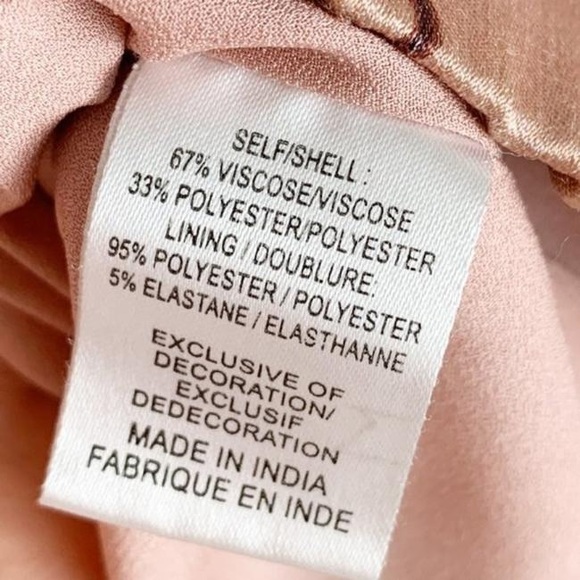 SELF/SHELL :
67% VISCOSE/VISCOSE
33% POLYESTER/POLYESTER
LINING / DOUBLURE.
95% POLYESTER / POLYESTER
5% ELASTANE / ELASTHANNE
EXCLUSIVE OF
DECORATION/
EXCLUSIF
DEDECORATION
MADE IN INDIA
FABRIQUE EN INDE